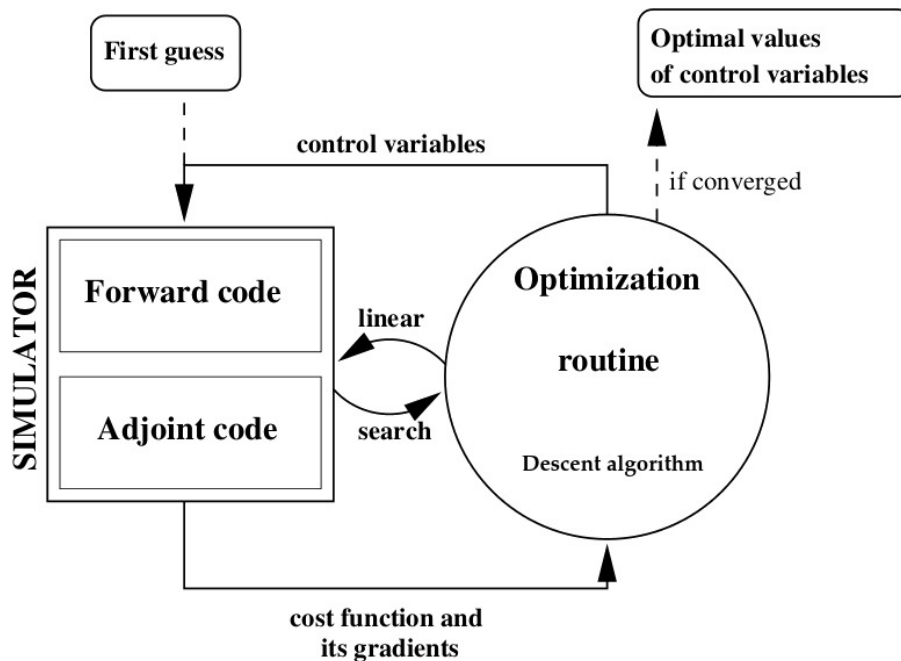 First guess
Optimal values
of control variables
control variables
if converged
SIMULATOR
Forward code
Adjoint code
linear
search
Optimization
routine
Descent algorithm
cost function and
its gradients